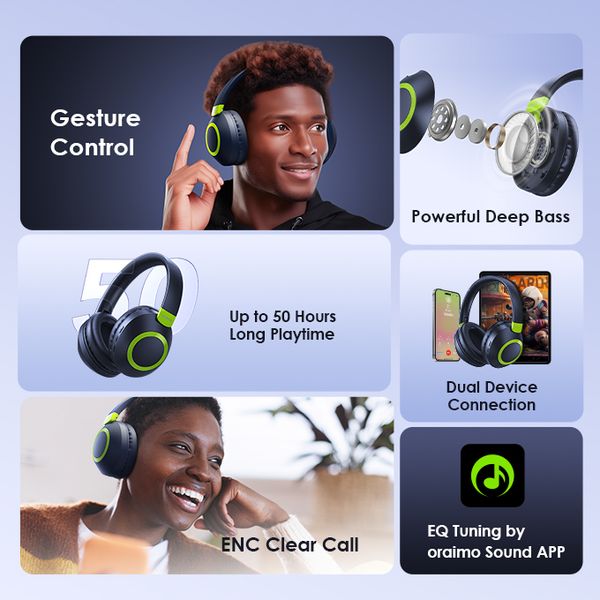 Gesture
Control
Powerful Deep Bass
50
Up to 50 Hours
Long Playtime
Dual Device
Connection
ENC Clear Call
EQ Tuning by
oraimo Sound APP